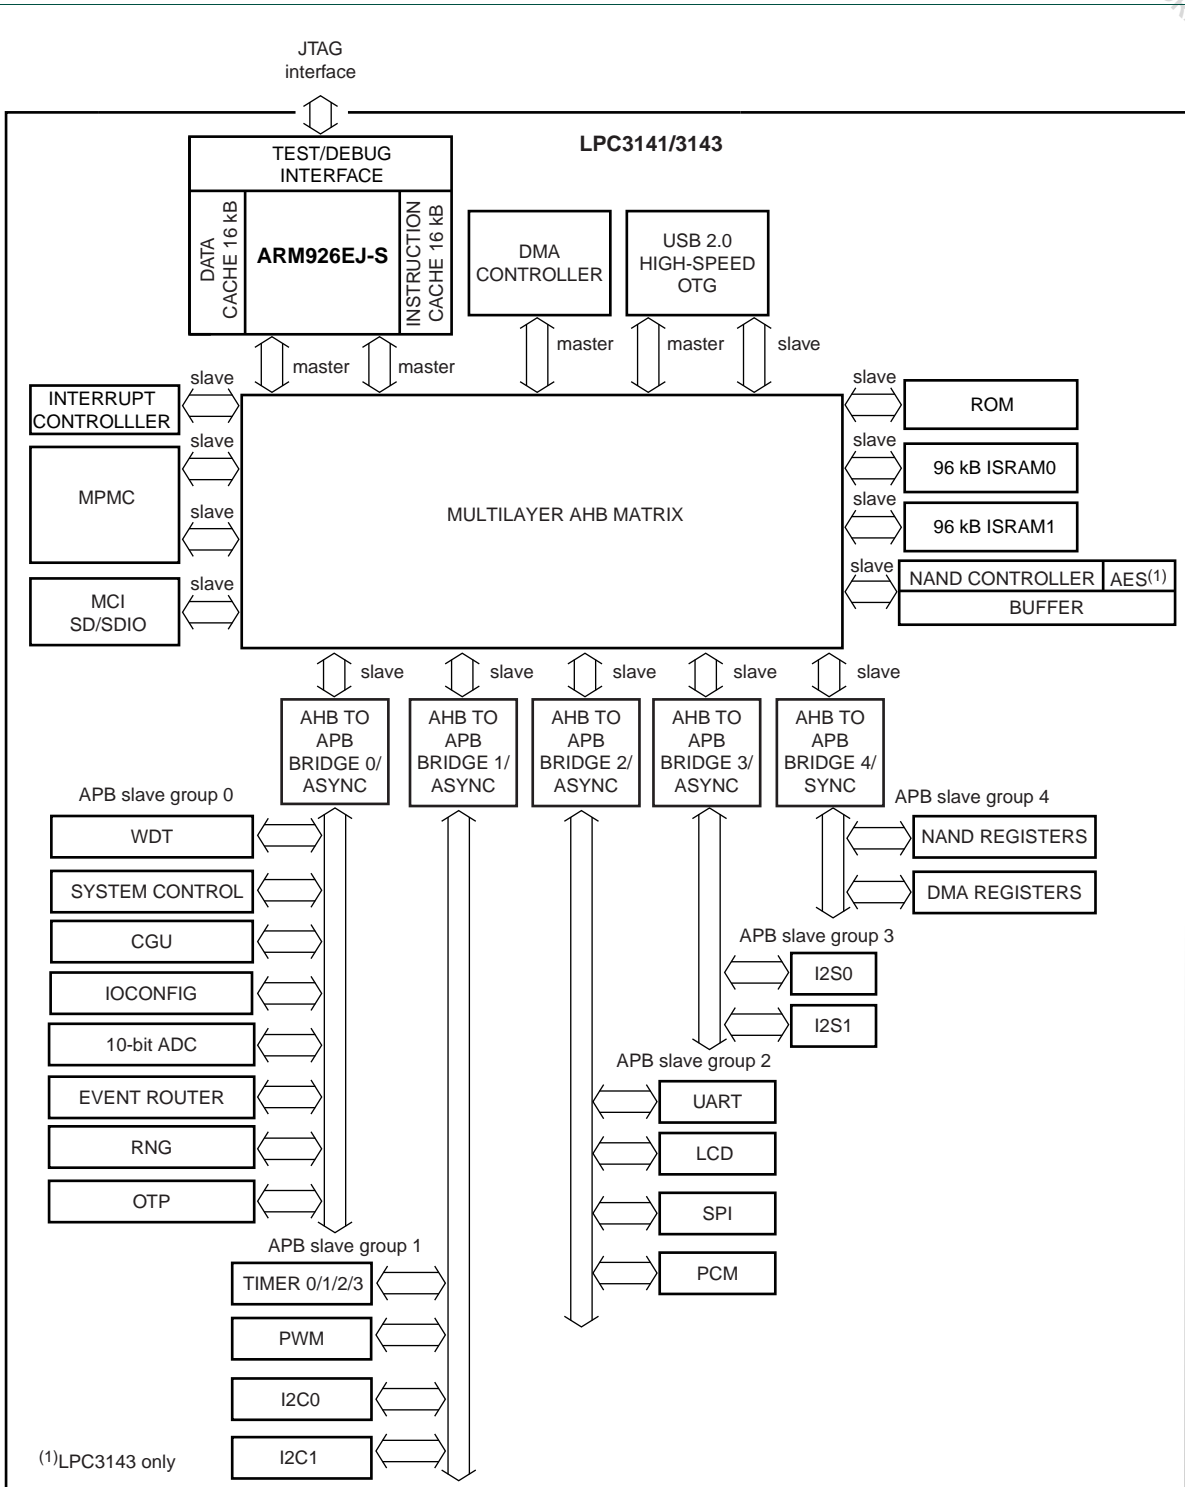 JTAG
interface
LPC3141/3143
TEST/DEBUG
INTERFACE
DATA
CACHE 16 kB
ARM926EJ-S
INSTRUCTION
CACHE 16 kB
DMA
CONTROLLER
USB 2.0
HIGH-SPEED
OTG
master
master
master
master
slave
INTERRUPT
CONTROLLLER
slave
MPMC
slave
slave
MCI
SD/SDIO
slave
MULTILAYER AHB MATRIX
slave
ROM
slave
96 kB ISRAM0
slave
96 kB ISRAM1
slave
NAND CONTROLLER
AES(1)
BUFFER
slave
slave
slave
slave
slave
AHB TO
APB
BRIDGE 0/
ASYNC
AHB TO
APB
BRIDGE 1/
ASYNC
AHB TO
APB
BRIDGE 2/
ASYNC
AHB TO
APB
BRIDGE 3/
ASYNC
AHB TO
APB
BRIDGE 4/
SYNC
APB slave group 0
WDT
SYSTEM CONTROL
CGU
IOCONFIG
10-bit ADC
EVENT ROUTER
RNG
OTP
APB slave group 4
NAND REGISTERS
DMA REGISTERS
APB slave group 3
I2S0
I2S1
APB slave group 2
UART
LCD
SPI
PCM
APB slave group 1
TIMER 0/1/2/3
PWM
I2C0
I2C1
(1)LPC3143 only